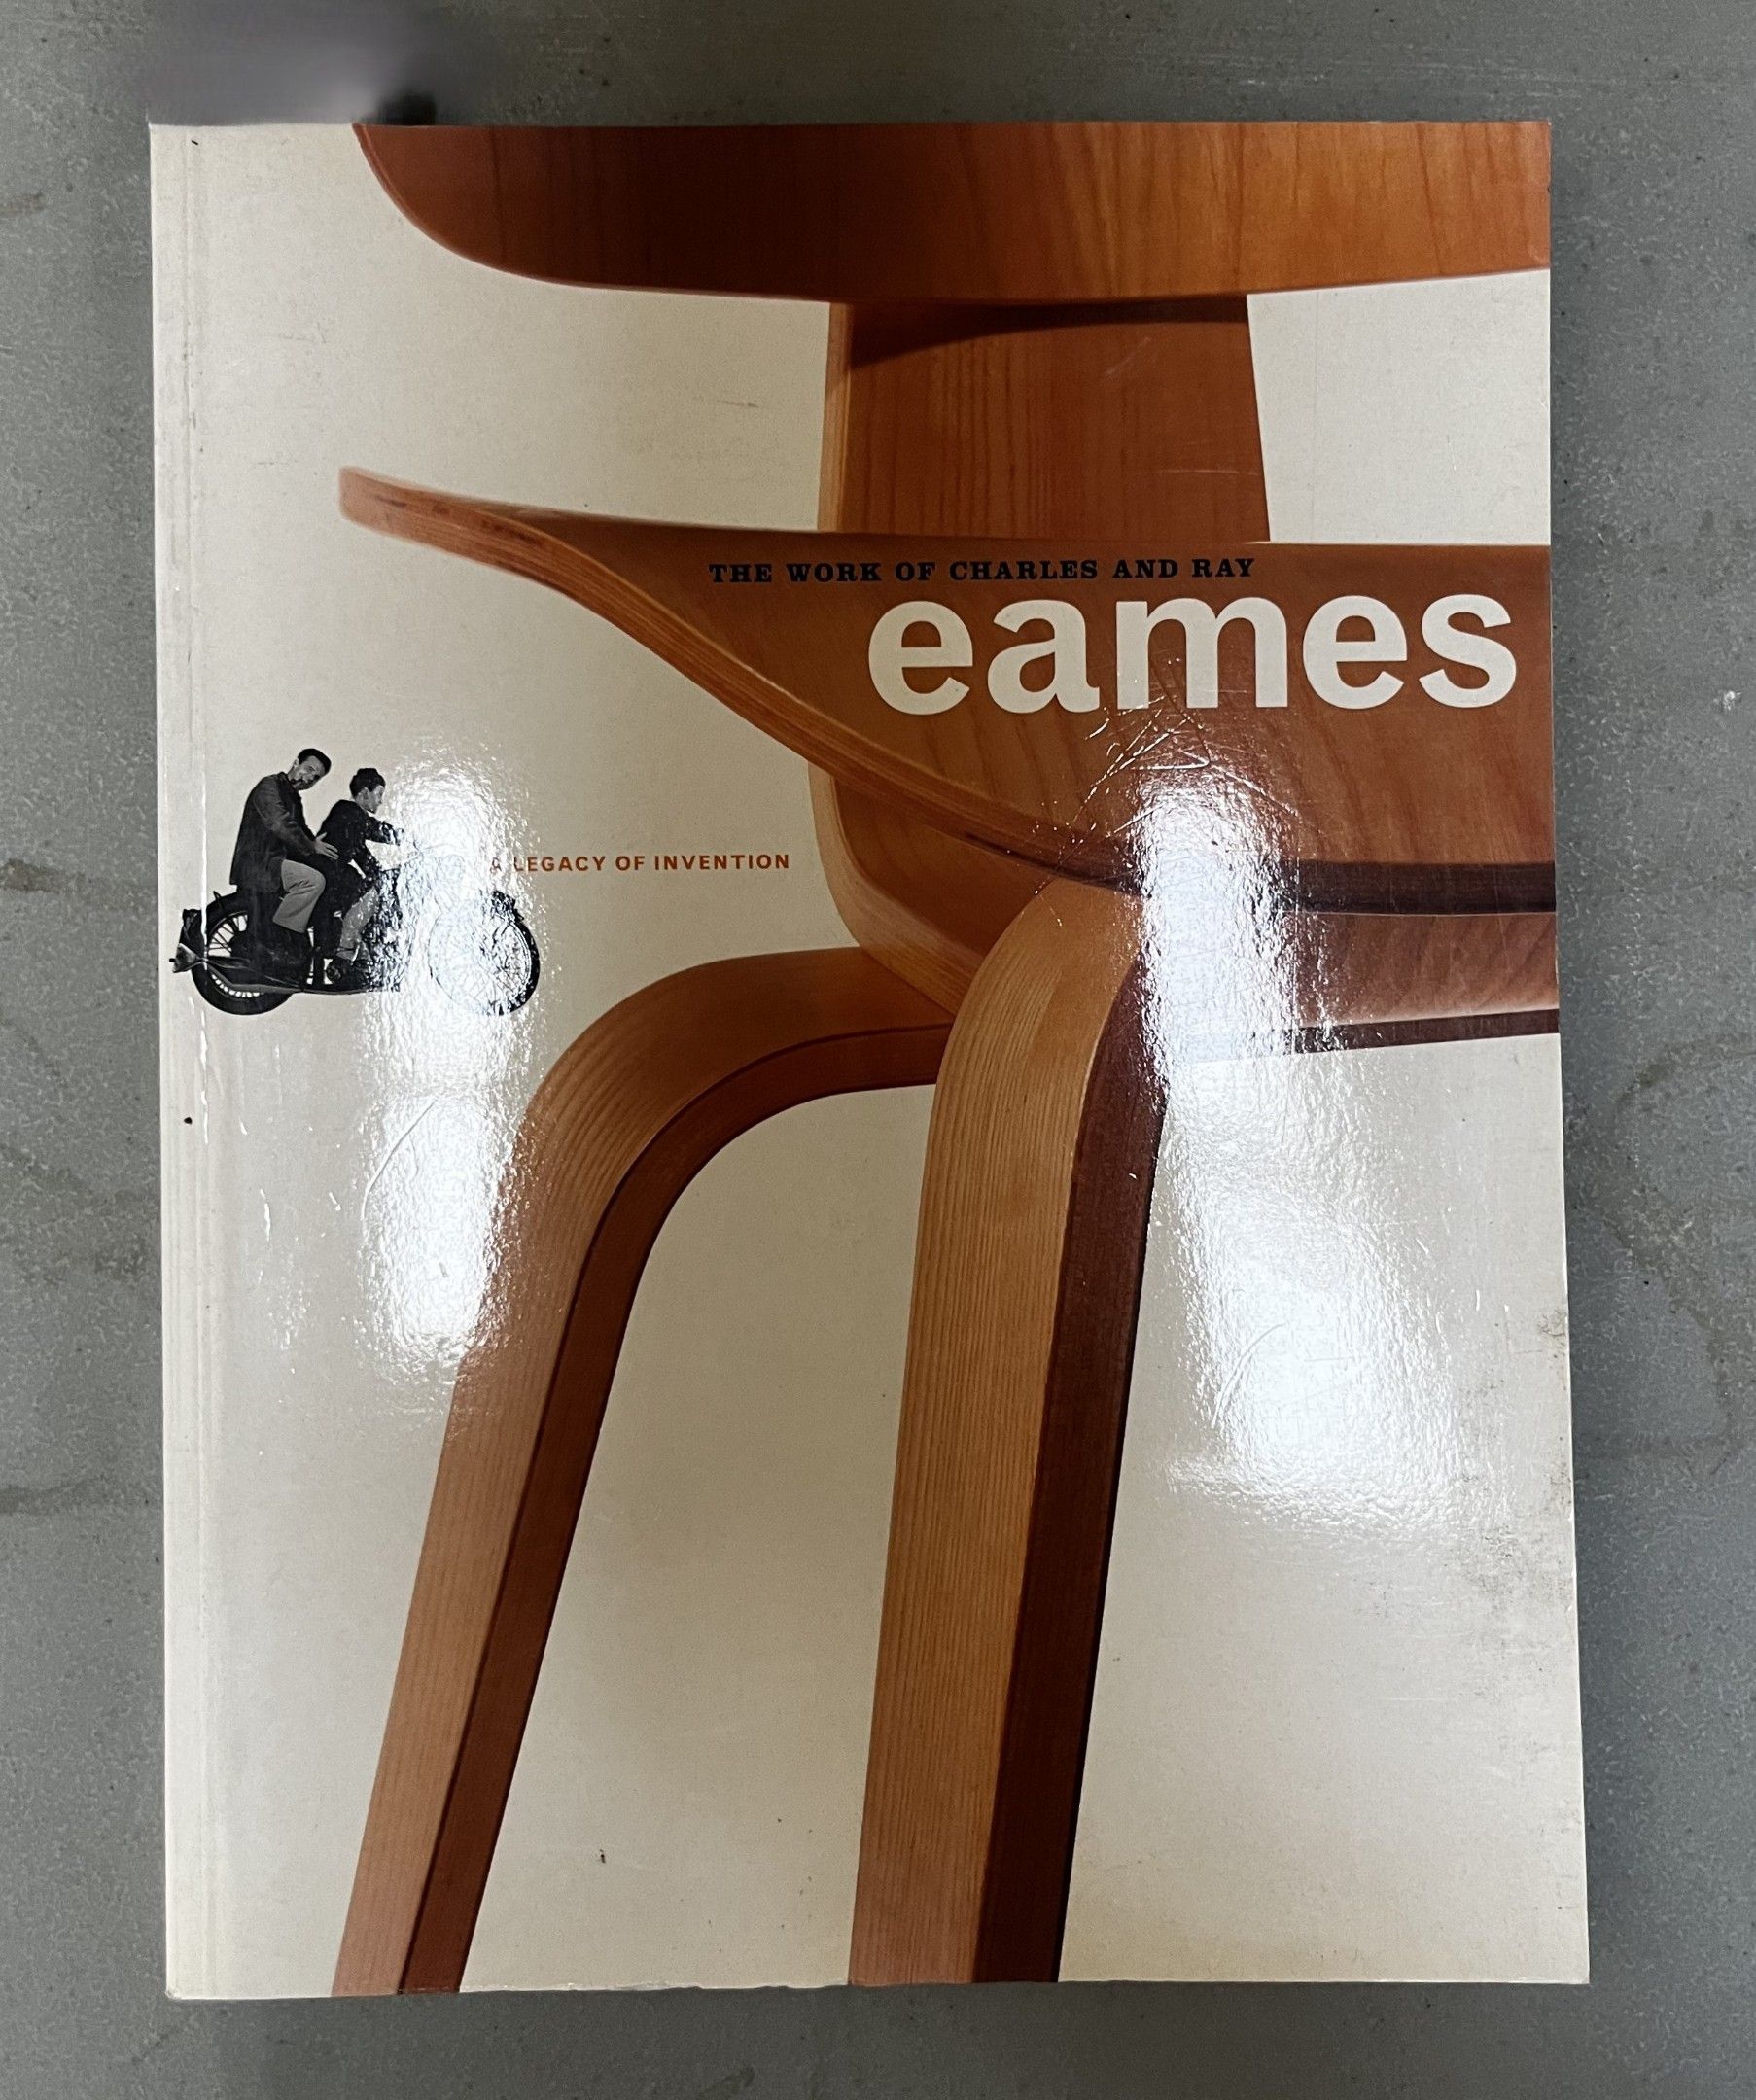 THE WORK OF CHARLES AND RAY
eames
A LEGACY OF INVENTION